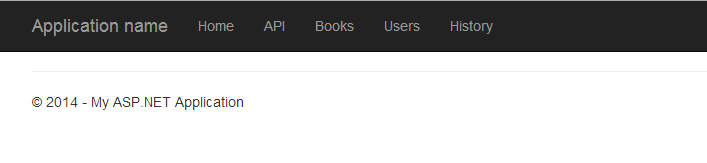 Application name Home API Books Users History
© 2014 - My ASP.NET Application